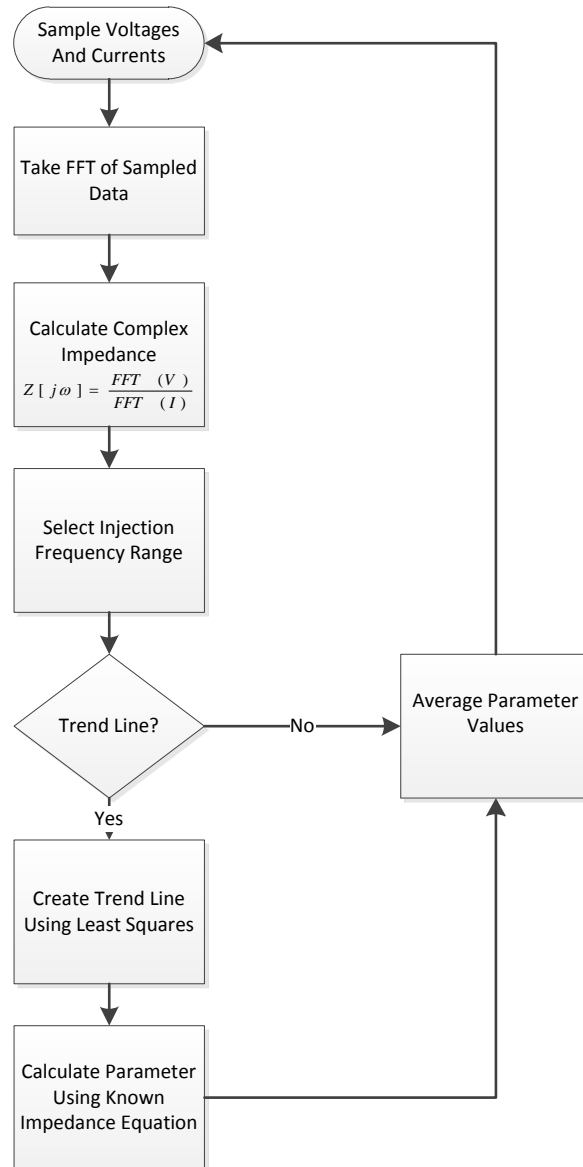 Sample Voltages
And Currents
Take FFT of Sampled
Data
Calculate Complex
Impedance
Z [ jω ] = FFT (V) / FFT (I)
Select Injection
Frequency Range
Trend Line?
No
Average Parameter
Values
Yes
Create Trend Line
Using Least Squares
Calculate Parameter
Using Known
Impedance Equation